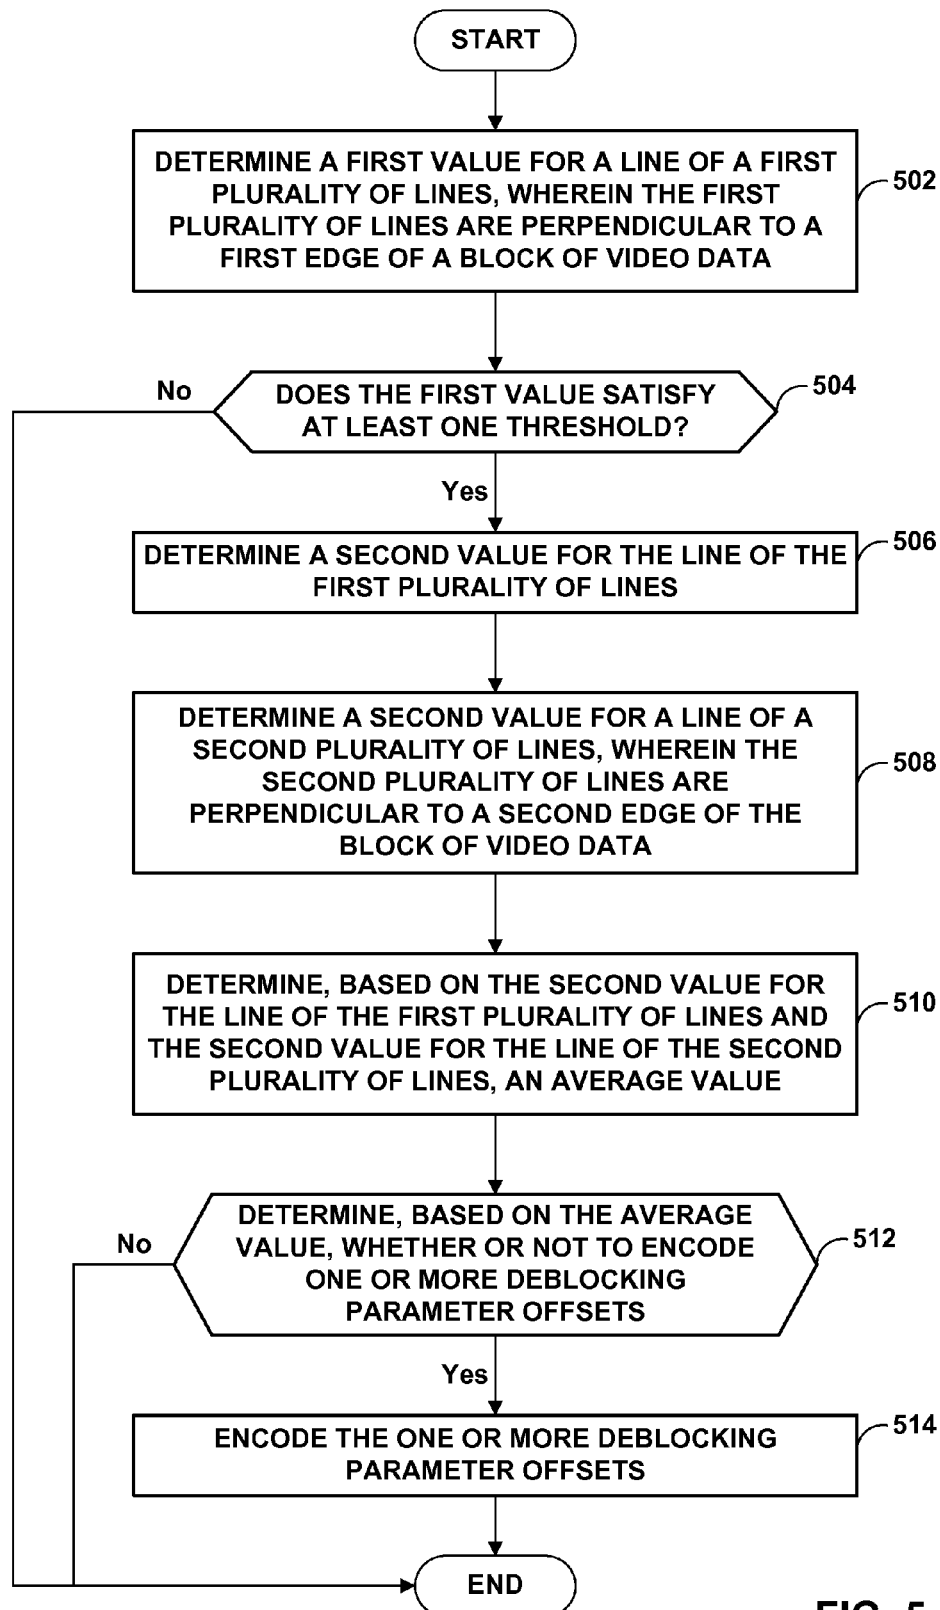 START
DETERMINE A FIRST VALUE FOR A LINE OF A FIRST
PLURALITY OF LINES, WHEREIN THE FIRST
PLURALITY OF LINES ARE PERPENDICULAR TO A
FIRST EDGE OF A BLOCK OF VIDEO DATA
502
No
DOES THE FIRST VALUE SATISFY
AT LEAST ONE THRESHOLD?
504
Yes
DETERMINE A SECOND VALUE FOR THE LINE OF THE
FIRST PLURALITY OF LINES
506
DETERMINE A SECOND VALUE FOR A LINE OF A
SECOND PLURALITY OF LINES, WHEREIN THE
SECOND PLURALITY OF LINES ARE
PERPENDICULAR TO A SECOND EDGE OF THE
BLOCK OF VIDEO DATA
508
DETERMINE, BASED ON THE SECOND VALUE FOR
THE LINE OF THE FIRST PLURALITY OF LINES AND
THE SECOND VALUE FOR THE LINE OF THE SECOND
PLURALITY OF LINES, AN AVERAGE VALUE
510
No
DETERMINE, BASED ON THE AVERAGE
VALUE, WHETHER OR NOT TO ENCODE
ONE OR MORE DEBLOCKING
PARAMETER OFFSETS
512
Yes
ENCODE THE ONE OR MORE DEBLOCKING
PARAMETER OFFSETS
514
END
FIG. 5